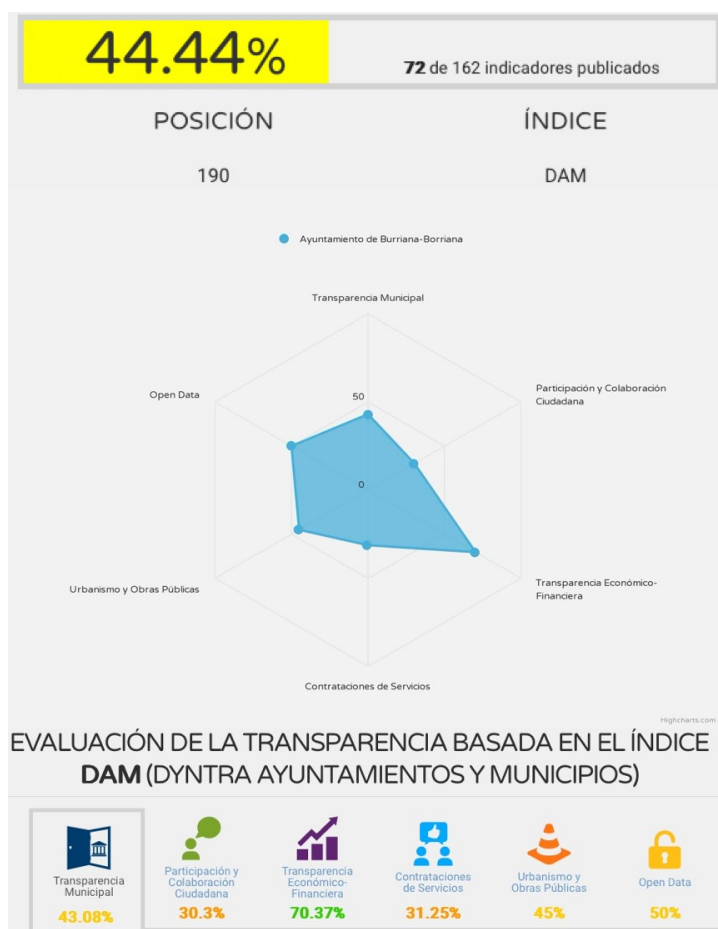 44.44%
72 de 162 indicadores publicados
POSICIÓN
ÍNDICE
190
DAM
Ayuntamiento de Burriana-Borriana
Transparencia Municipal
Open Data
Participación y Colaboración
Ciudadana
50
0
Urbanismo y Obras Públicas
Transparencia Económico-
Financiera
Contrataciones de Servicios
Highcharts.com
EVALUACIÓN DE LA TRANSPARENCIA BASADA EN EL ÍNDICE
DAM (DYNTRA AYUNTAMIENTOS Y MUNICIPIOS)
Transparencia
Municipal
43.08%
Participación y
Colaboración
Ciudadana
30.3%
Transparencia
Económico-
Financiera
70.37%
Contrataciones
de Servicios
31.25%
Urbanismo y
Obras Públicas
45%
Open Data
50%